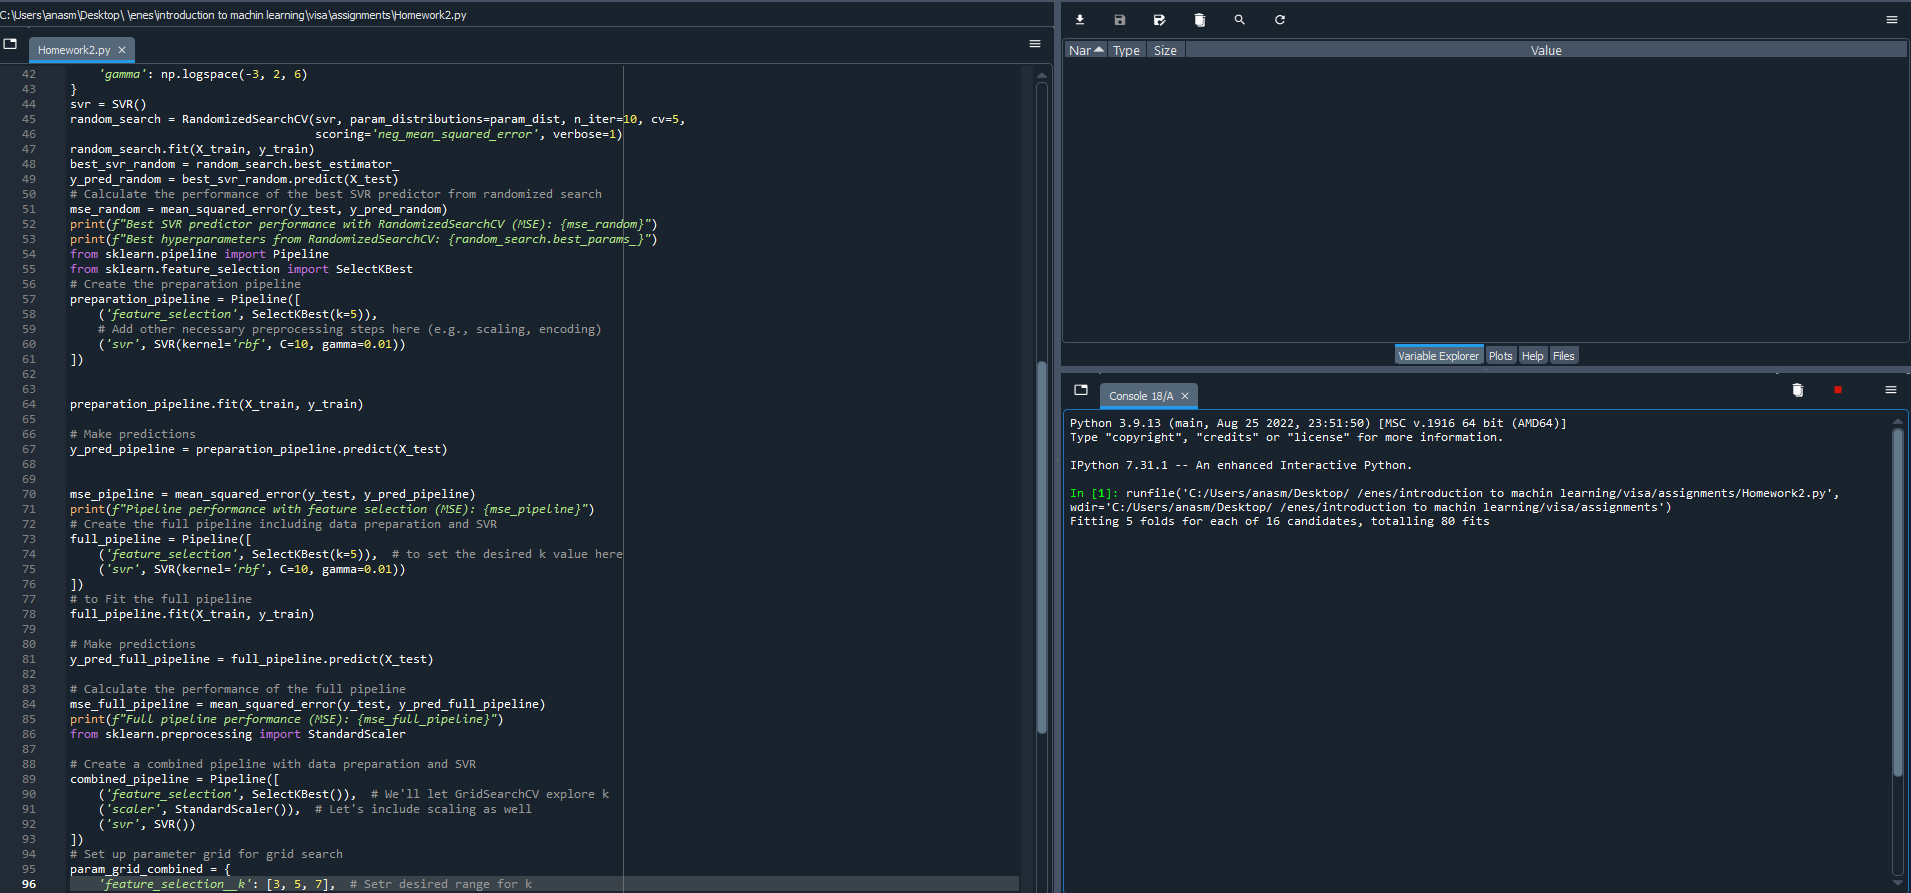 C:\Users\anasm\Desktop\ \enes\introduction to machin learning\visa\assignments\Homework2.py
Homework2.py
42 'gamma': np.logspace(-3, 2, 6)
43 }
44 svr = SVR()
45 random_search = RandomizedSearchCV(svr, param_distributions=param_dist, n_iter=10, cv=5,
46 scoring='neg_mean_squared_error', verbose=1)
47 random_search.fit(X_train, y_train)
48 best_svr_random = random_search.best_estimator_
49 y_pred_random = best_svr_random.predict(X_test)
50 # Calculate the performance of the best SVR predictor from randomized search
51 mse_random = mean_squared_error(y_test, y_pred_random)
52 print(f"Best SVR predictor performance with RandomizedSearchCV (MSE): {mse_random}")
53 print(f"Best hyperparameters from RandomizedSearchCV: {random_search.best_params_}")
54 from sklearn.pipeline import Pipeline
55 from sklearn.feature_selection import SelectKBest
56 # Create the preparation pipeline
57 preparation_pipeline = Pipeline([
58 ('feature_selection', SelectKBest(k=5)),
59 # Add other necessary preprocessing steps here (e.g., scaling, encoding)
60 ('svr', SVR(kernel='rbf', C=10, gamma=0.01))
61 ])
62
63
64 preparation_pipeline.fit(X_train, y_train)
65
66 # Make predictions
67 y_pred_pipeline = preparation_pipeline.predict(X_test)
68
69
70 mse_pipeline = mean_squared_error(y_test, y_pred_pipeline)
71 print(f"Pipeline performance with feature selection (MSE): {mse_pipeline}")
72 # Create the full pipeline including data preparation and SVR
73 full_pipeline = Pipeline([
74 ('feature_selection', SelectKBest(k=5)), # to set the desired k value here
75 ('svr', SVR(kernel='rbf', C=10, gamma=0.01))
76 ])
77 # to Fit the full pipeline
78 full_pipeline.fit(X_train, y_train)
79
80 # Make predictions
81 y_pred_full_pipeline = full_pipeline.predict(X_test)
82
83 # Calculate the performance of the full pipeline
84 mse_full_pipeline = mean_squared_error(y_test, y_pred_full_pipeline)
85 print(f"Full pipeline performance (MSE): {mse_full_pipeline}")
86 from sklearn.preprocessing import StandardScaler
87
88 # Create a combined pipeline with data preparation and SVR
89 combined_pipeline = Pipeline([
90 ('feature_selection', SelectKBest()), # We'll let GridSearchCV explore k
91 ('scaler', StandardScaler()), # Let's include scaling as well
92 ('svr', SVR())
93 ])
94 # Set up parameter grid for grid search
95 param_grid_combined = {
96 'feature_selection__k': [3, 5, 7], # Setr desired range for k
Nar Type Size Value
Variable Explorer Plots Help Files
Console 18/A
Python 3.9.13 (main, Aug 25 2022, 23:51:50) [MSC v.1916 64 bit (AMD64)]
Type "copyright", "credits" or "license" for more information.
IPython 7.31.1 -- An enhanced Interactive Python.
In [1]: runfile('C:/Users/anasm/Desktop/ /enes/introduction to machin learning/visa/assignments/Homework2.py',
wdir='C:/Users/anasm/Desktop/ /enes/introduction to machin learning/visa/assignments')
Fitting 5 folds for each of 16 candidates, totalling 80 fits